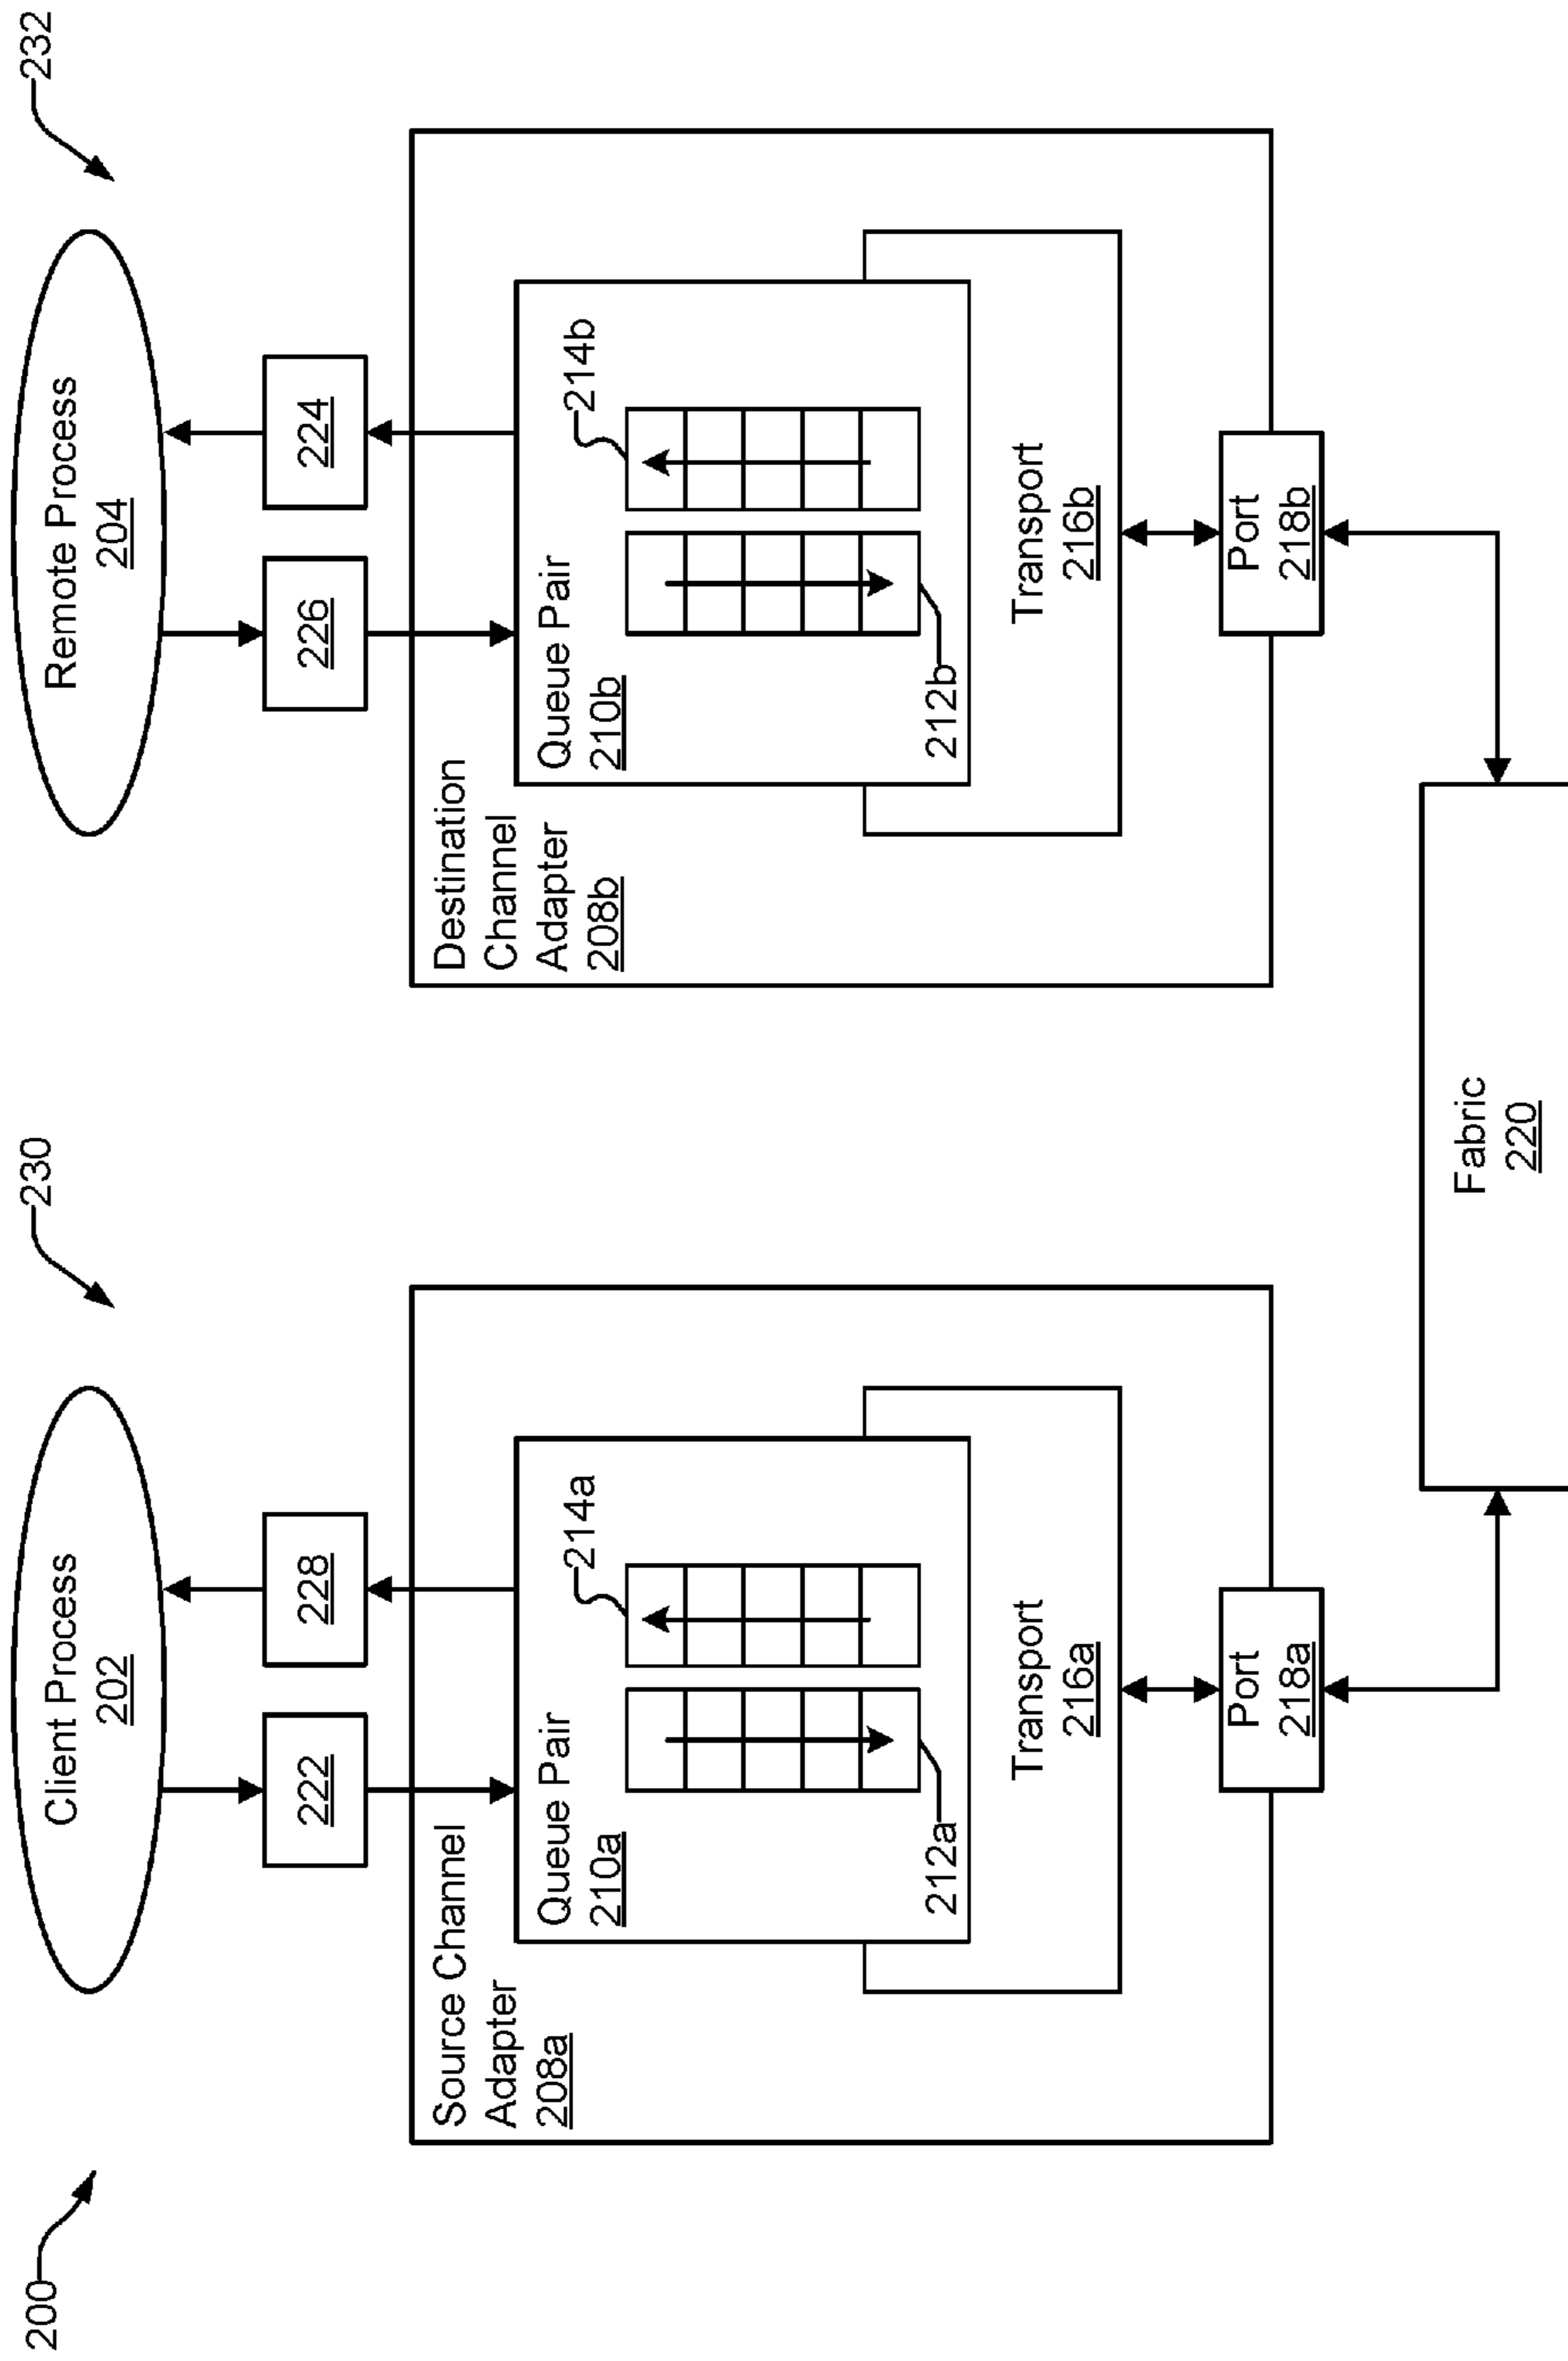 200
230
232
Client Process
202
Remote Process
204
222
228
226
224
Source Channel
Adapter
208a
Queue Pair
210a
214a
212a
Transport
216a
Port
218a
Destination
Channel
Adapter
208b
Queue Pair
210b
214b
212b
Transport
216b
Port
218b
Fabric
220